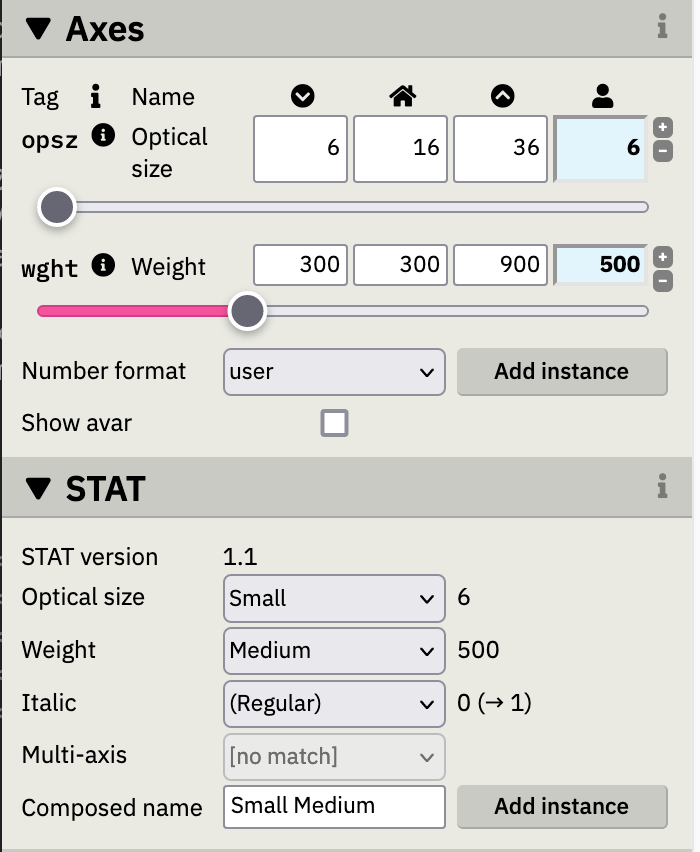 Axes
Tag Name
opsz Optical size 6 16 36 6
wght Weight 300 300 900 500
Number format user Add instance
Show avar
STAT
STAT version 1.1
Optical size Small 6
Weight Medium 500
Italic (Regular) 0 (→ 1)
Multi-axis [no match]
Composed name Small Medium Add instance